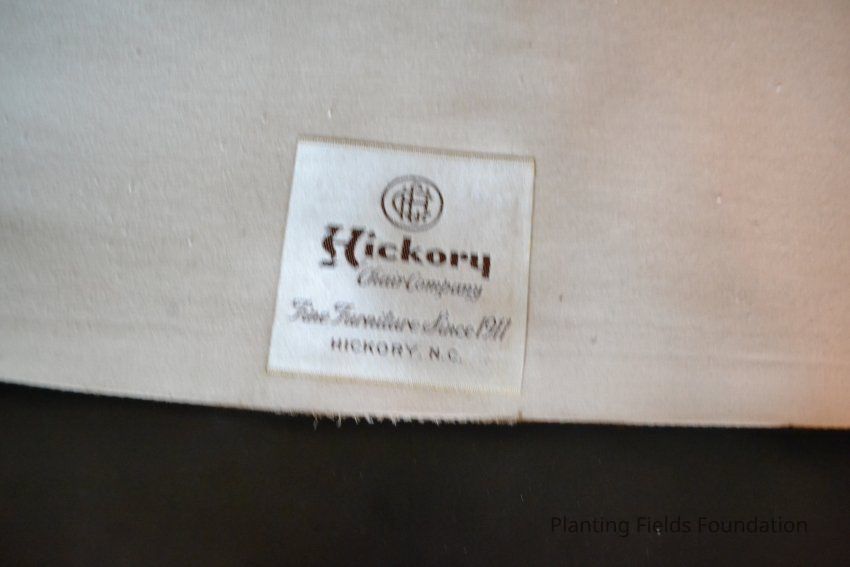 Hickory
Chair Company
Fine Furniture Since 1911
HICKORY, N.C.
Planting Fields Foundation